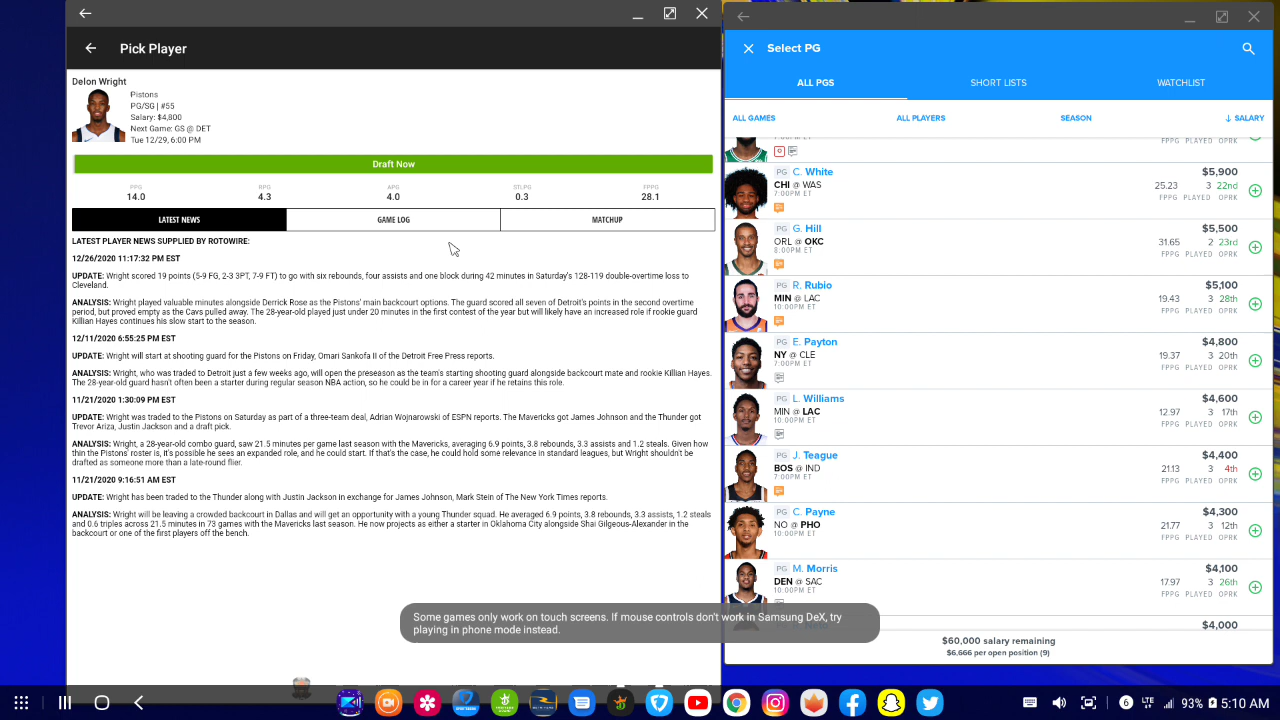 Pick Player
Delon Wright
Pistons
PG/SG | #55
Salary: $4,800
Next Game: GS @ DET
Tue 12/29, 6:00 PM
Draft Now
PPG RPG APG STLPG FPPG
14.0 4.3 4.0 0.3 28.1
LATEST NEWS GAME LOG MATCHUP
LATEST PLAYER NEWS SUPPLIED BY ROTOWIRE:
12/26/2020 11:17:32 PM EST
UPDATE: Wright scored 19 points (5-9 FG, 2-3 3PT, 7-9 FT) to go with six rebounds, four assists and one block during 42 minutes in Saturday's 128-119 double-overtime loss to
Cleveland.
ANALYSIS: Wright played valuable minutes alongside Derrick Rose as the Pistons' main backcourt options. The guard scored all seven of Detroit's points in the second overtime
period, but proved empty as the Cavs pulled away. The 28-year-old played just under 20 minutes in the first contest of the year but will likely have an increased role if rookie guard
Killian Hayes continues his slow start to the season.
12/11/2020 6:55:25 PM EST
UPDATE: Wright will start at shooting guard for the Pistons on Friday, Omari Sankofa II of the Detroit Free Press reports.
ANALYSIS: Wright, who was traded to Detroit just a few weeks ago, will open the preseason as the team's starting shooting guard alongside backcourt mate and rookie Killian Hayes.
The 28-year-old guard hasn't often been a starter during regular season NBA action, so he could be in for a career year if he retains this role.
11/21/2020 1:30:09 PM EST
UPDATE: Wright was traded to the Pistons on Saturday as part of a three-team deal, Adrian Wojnarowski of ESPN reports. The Mavericks got James Johnson and the Thunder got
Trevor Ariza, Justin Jackson and a draft pick.
ANALYSIS: Wright, a 28-year-old combo guard, saw 21.5 minutes per game last season with the Mavericks, averaging 6.9 points, 3.8 rebounds, 3.3 assists and 1.2 steals. Given how
thin the Pistons' roster is, it's possible he sees an expanded role, and he could start. If that's the case, he could hold some relevance in standard leagues, but Wright shouldn't be
drafted as someone more than a late-round flier.
11/21/2020 9:16:51 AM EST
UPDATE: Wright has been traded to the Thunder along with Justin Jackson in exchange for James Johnson, Mark Stein of The New York Times reports.
ANALYSIS: Wright will be leaving a crowded backcourt in Dallas and will get an opportunity with a young Thunder squad. He averaged 6.9 points, 3.8 rebounds, 3.3 assists, 1.2 steals
and 0.6 triples across 21.5 minutes in 73 games with the Mavericks last season. He now projects as either a starter in Oklahoma City alongside Shai Gilgeous-Alexander in the
backcourt or one of the first players off the bench.
Select PG
ALL PGS SHORT LISTS WATCHLIST
ALL GAMES ALL PLAYERS SEASON ↓ SALARY
FPPG PLAYED OPRK
PG C. White $5,900
CHI @ WAS 25.23 3 22nd
7:00PM ET FPPG PLAYED OPRK
PG G. Hill $5,500
ORL @ OKC 31.65 2 23rd
8:00PM ET FPPG PLAYED OPRK
PG R. Rubio $5,100
MIN @ LAC 19.43 3 28th
10:00PM ET FPPG PLAYED OPRK
PG E. Payton $4,800
NY @ CLE 19.37 3 20th
7:00PM ET FPPG PLAYED OPRK
PG L. Williams $4,600
MIN @ LAC 12.97 3 17th
10:00PM ET FPPG PLAYED OPRK
PG J. Teague $4,400
BOS @ IND 21.13 3 4th
7:00PM ET FPPG PLAYED OPRK
PG C. Payne $4,300
NO @ PHO 21.77 3 12th
10:00PM ET FPPG PLAYED OPRK
PG M. Morris $4,100
DEN @ SAC 17.97 3 26th
10:00PM ET FPPG PLAYED OPRK
$4,000
Some games only work on touch screens. If mouse controls don't work in Samsung DeX, try
playing in phone mode instead.
$60,000 salary remaining
$6,666 per open position (9)
6 LTE 93% 5:10 AM